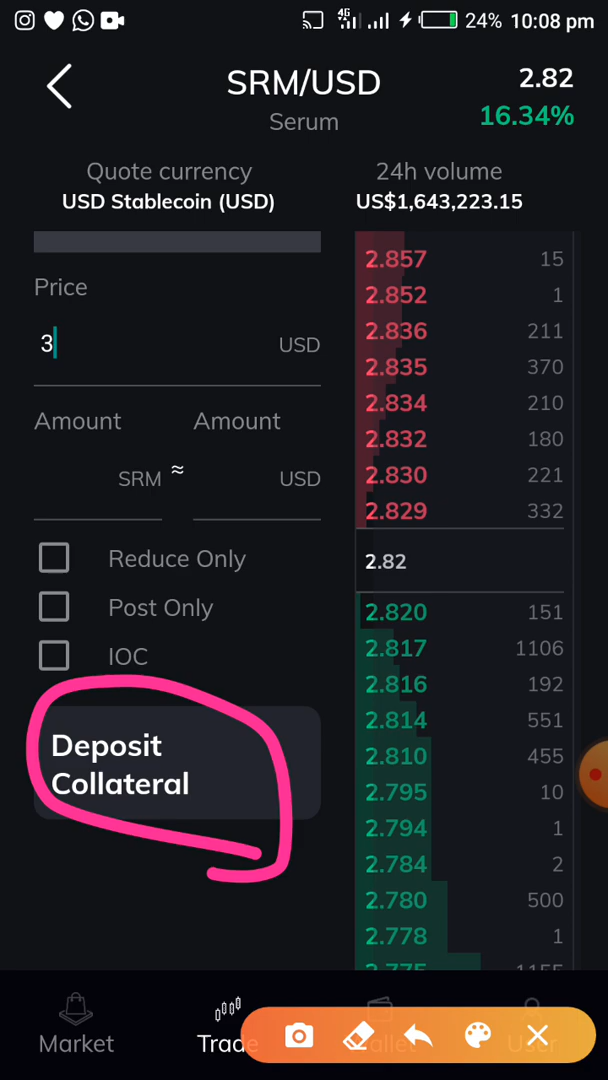 4G 24% 10:08 pm
SRM/USD
2.82
Serum
16.34%
Quote currency
USD Stablecoin (USD)
24h volume
US$1,643,223.15
Price
3 USD
Amount Amount
SRM ≈ USD
Reduce Only
Post Only
IOC
Deposit
Collateral
2.857 15
2.852 1
2.836 211
2.835 370
2.834 210
2.832 180
2.830 221
2.829 332
2.82
2.820 151
2.817 1106
2.816 192
2.814 551
2.810 455
2.795 10
2.794 1
2.784 2
2.780 500
2.778 1
2.775 1155
Market Trade